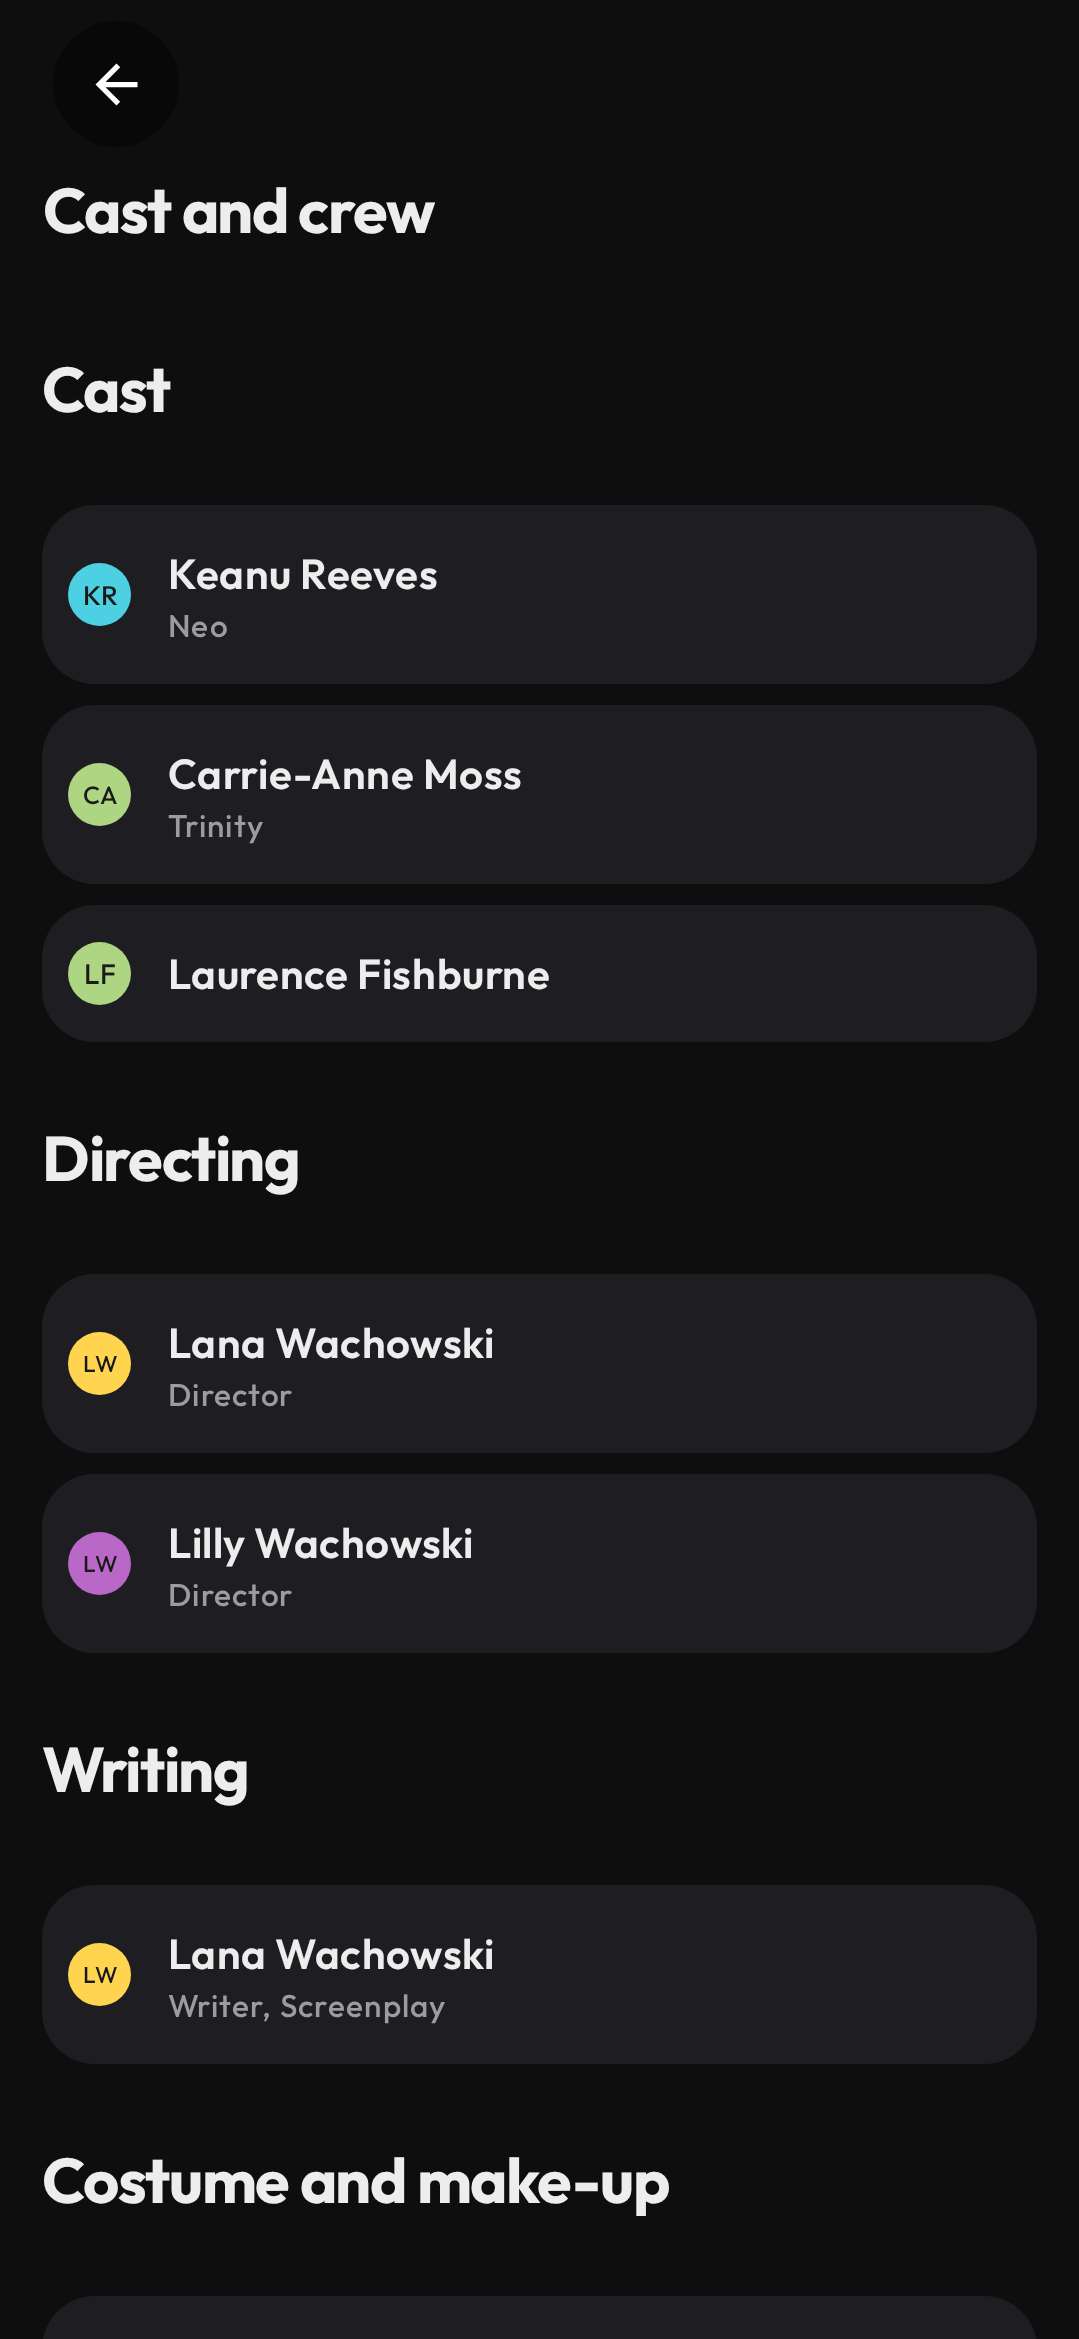 Cast and crew
Cast
KR
Keanu Reeves
Neo
CA
Carrie-Anne Moss
Trinity
LF
Laurence Fishburne
Directing
LW
Lana Wachowski
Director
LW
Lilly Wachowski
Director
Writing
LW
Lana Wachowski
Writer, Screenplay
Costume and make-up